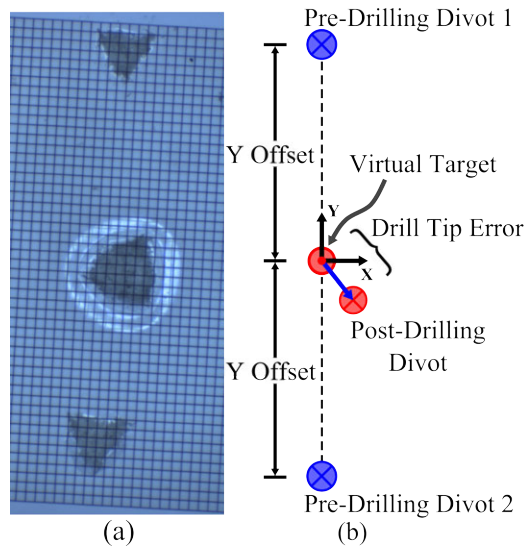 Pre-Drilling Divot 1
Y Offset
Virtual Target
Y
Drill Tip Error
X
Post-Drilling
Divot
Y Offset
Pre-Drilling Divot 2
(a)
(b)